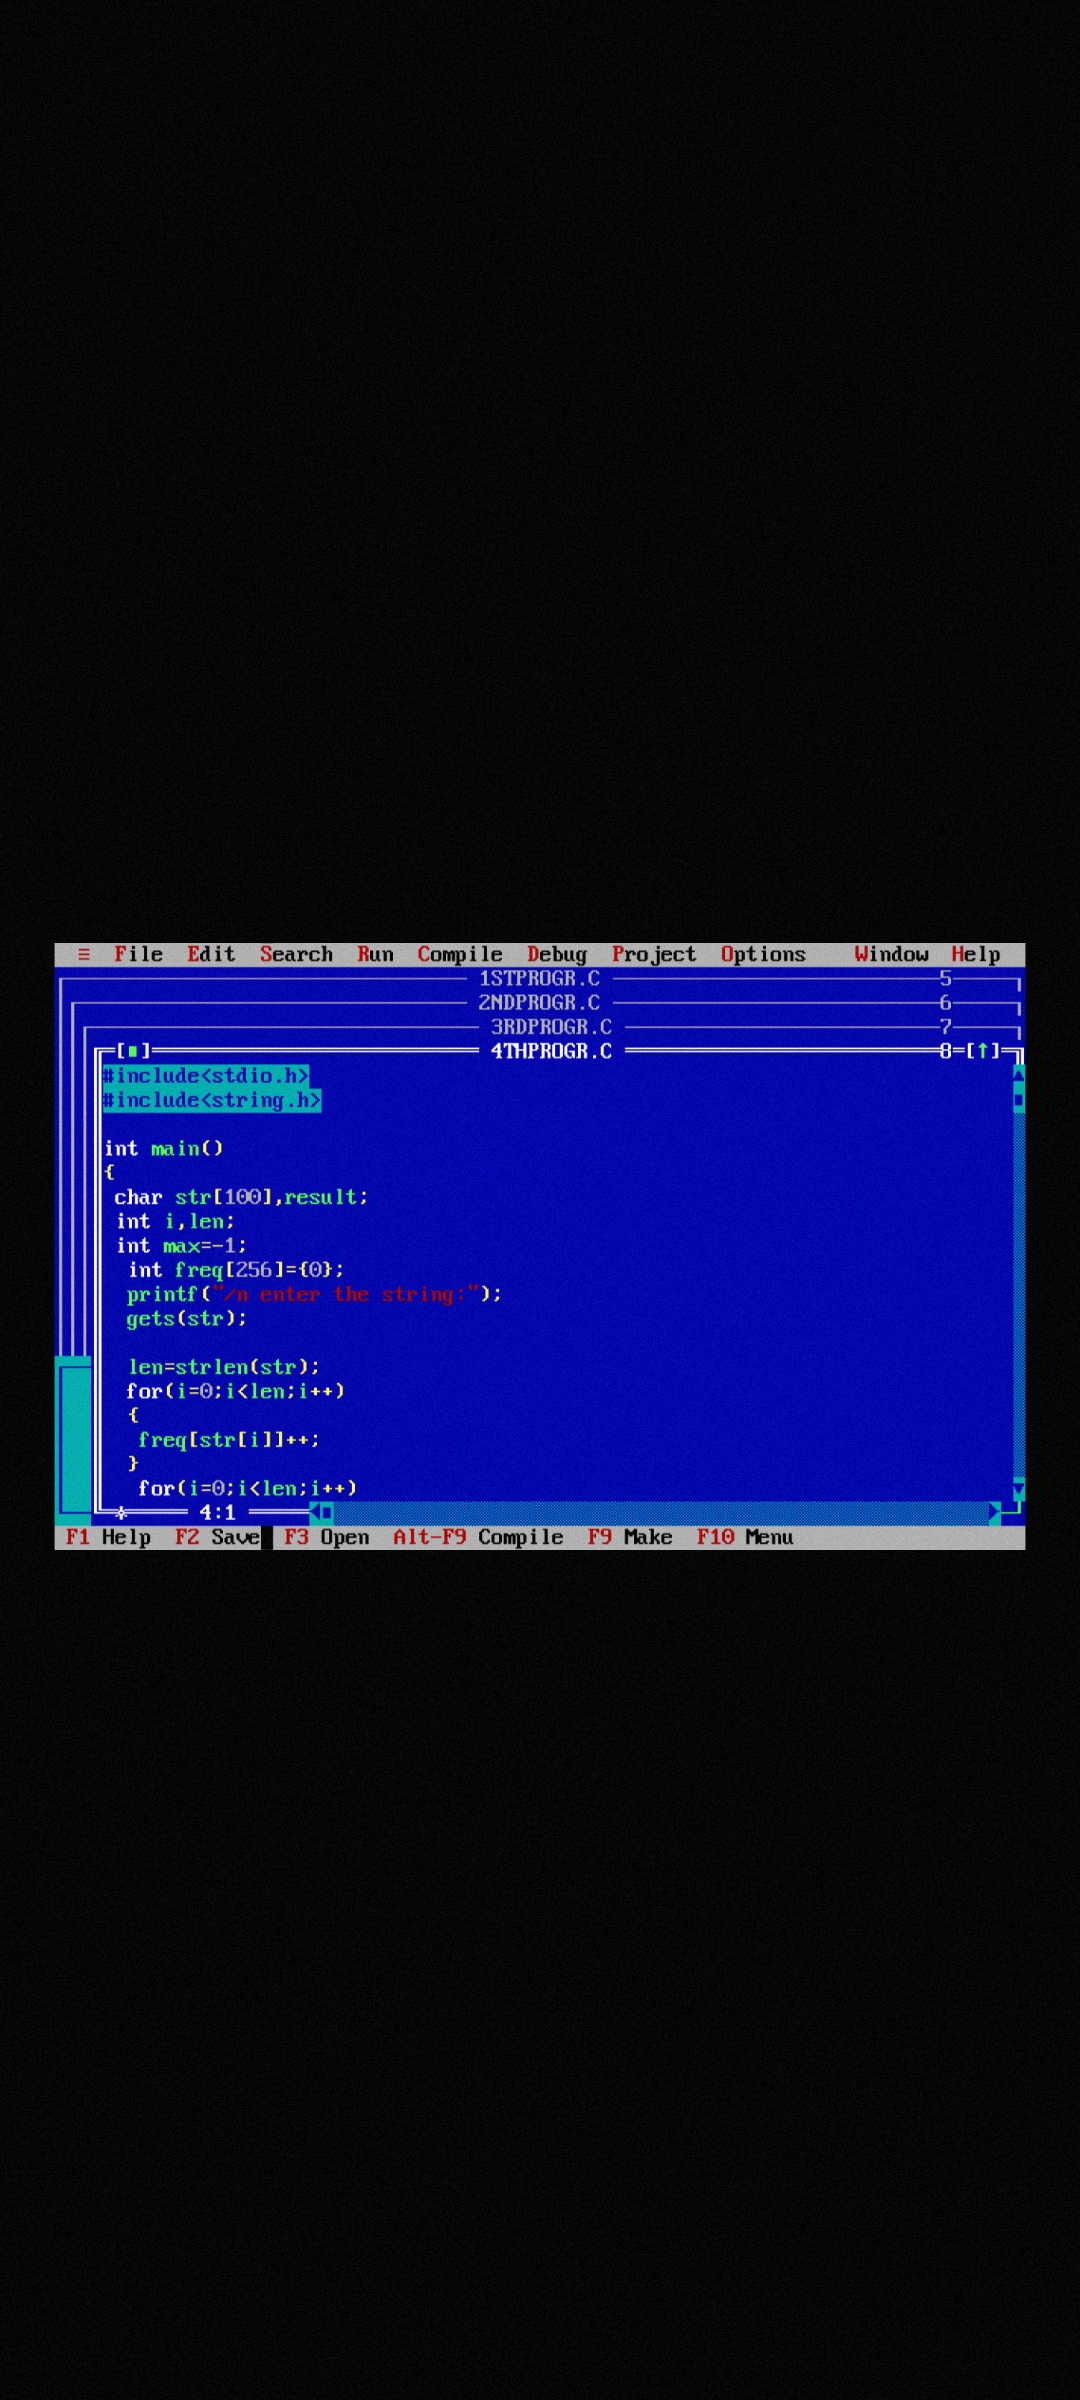 ≡ File Edit Search Run Compile Debug Project Options Window Help
1STPROGR.C 5
2NDPROGR.C 6
3RDPROGR.C 7
[■] 4THPROGR.C 8=[↑]
#include<stdio.h>
#include<string.h>
int main()
{
char str[100],result;
int i,len;
int max=-1;
int freq[256]={0};
printf("/n enter the string:");
gets(str);
len=strlen(str);
for(i=0;i<len;i++)
{
freq[str[i]]++;
}
for(i=0;i<len;i++)
4:1
F1 Help F2 Save F3 Open Alt-F9 Compile F9 Make F10 Menu